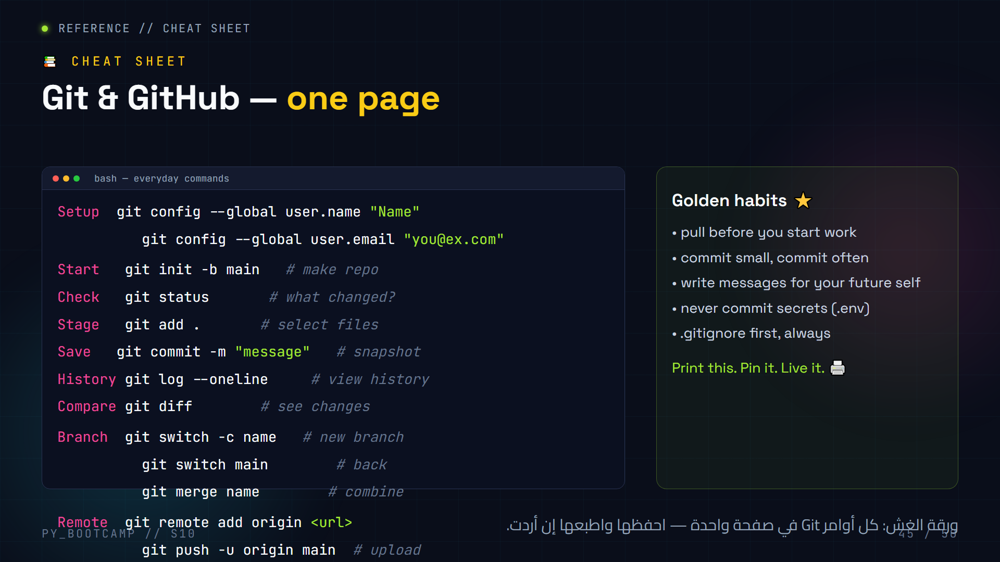 REFERENCE // CHEAT SHEET
📚 CHEAT SHEET
Git & GitHub — one page
bash — everyday commands
Setup git config --global user.name "Name"
git config --global user.email "you@ex.com"
Start git init -b main # make repo
Check git status # what changed?
Stage git add . # select files
Save git commit -m "message" # snapshot
History git log --oneline # view history
Compare git diff # see changes
Branch git switch -c name # new branch
git switch main # back
git merge name # combine
Remote git remote add origin <url>
git push -u origin main # upload
Golden habits ⭐
• pull before you start work
• commit small, commit often
• write messages for your future self
• never commit secrets (.env)
• .gitignore first, always
Print this. Pin it. Live it. 🖨️
ورقة الغش: كل أوامر Git في صفحة واحدة — احفظها واطبعها إن أردت.
PY_BOOTCAMP // S10
45 / 50